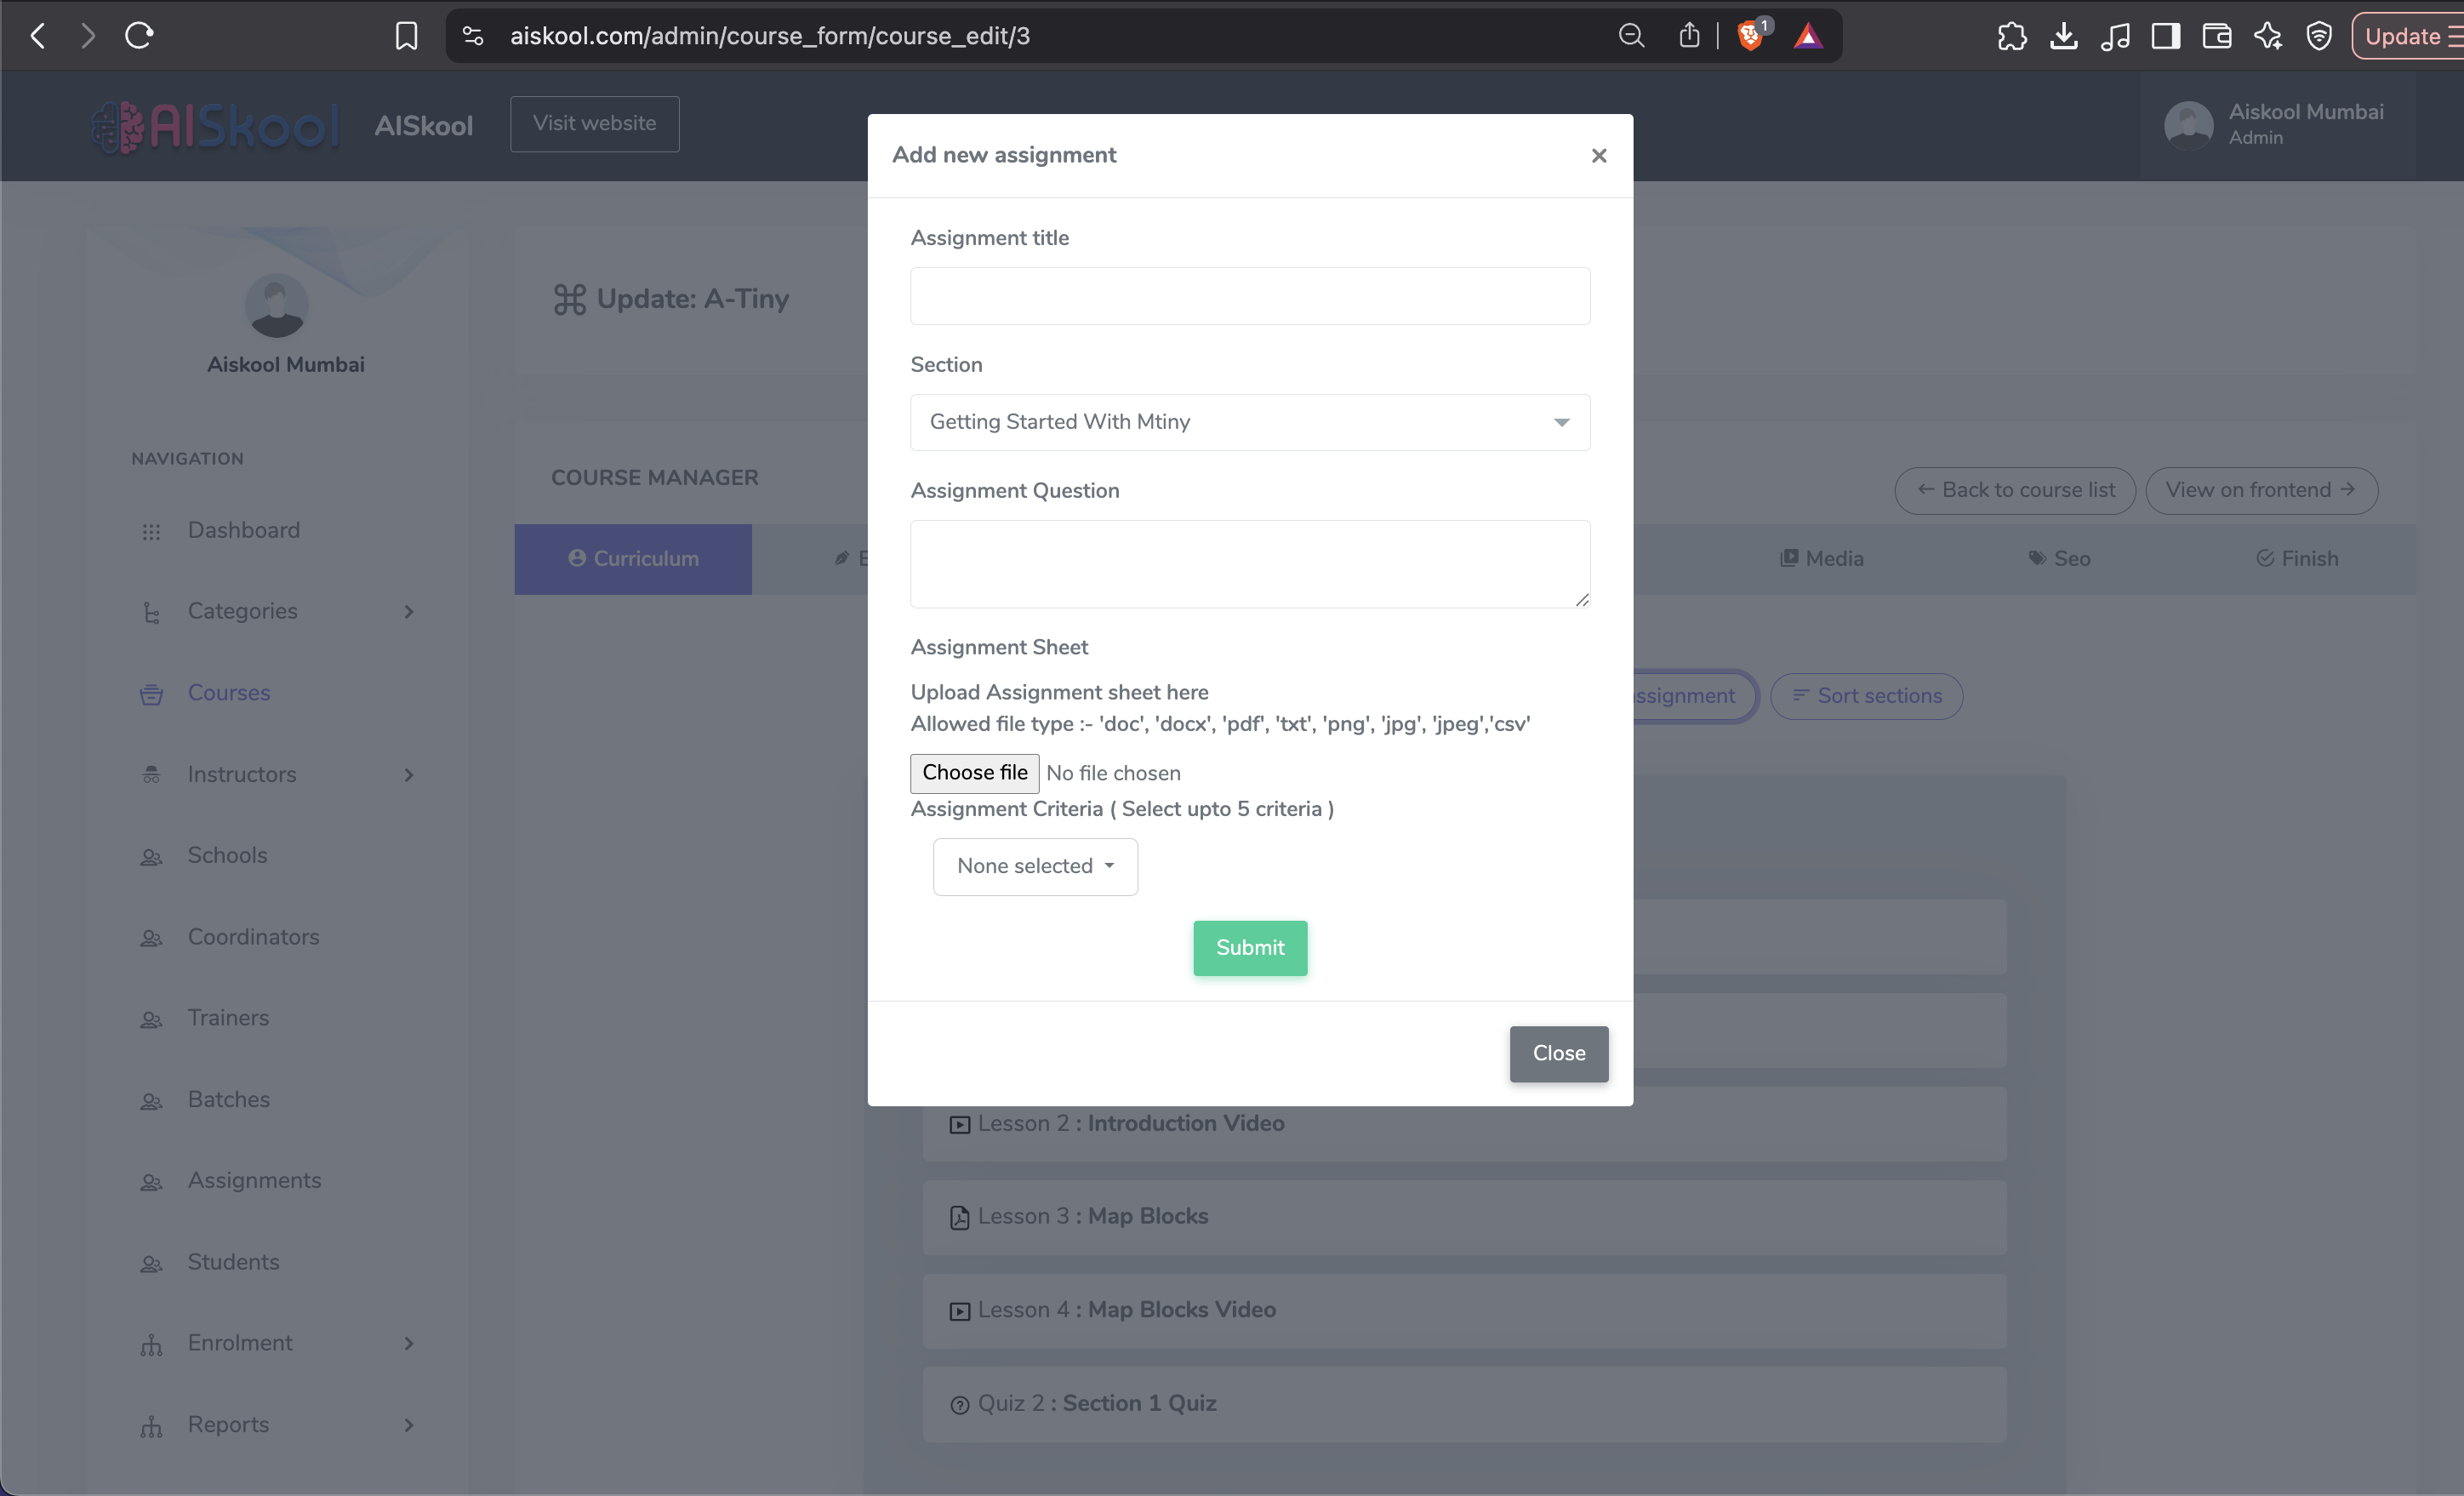 aiskool.com/admin/course_form/course_edit/3
1
Update
AISkool
AISkool
Visit website
Aiskool Mumbai
Admin
Aiskool Mumbai
NAVIGATION
Dashboard
Categories
Courses
Instructors
Schools
Coordinators
Trainers
Batches
Assignments
Students
Enrolment
Reports
Update: A-Tiny
COURSE MANAGER
← Back to course list
View on frontend →
Curriculum
Media
Seo
Finish
ssignment
Sort sections
Add new assignment
×
Assignment title
Section
Getting Started With Mtiny
Assignment Question
Assignment Sheet
Upload Assignment sheet here
Allowed file type :- 'doc', 'docx', 'pdf', 'txt', 'png', 'jpg', 'jpeg','csv'
Choose file No file chosen
Assignment Criteria ( Select upto 5 criteria )
None selected
Submit
Close
Lesson 2 : Introduction Video
Lesson 3 : Map Blocks
Lesson 4 : Map Blocks Video
Quiz 2 : Section 1 Quiz